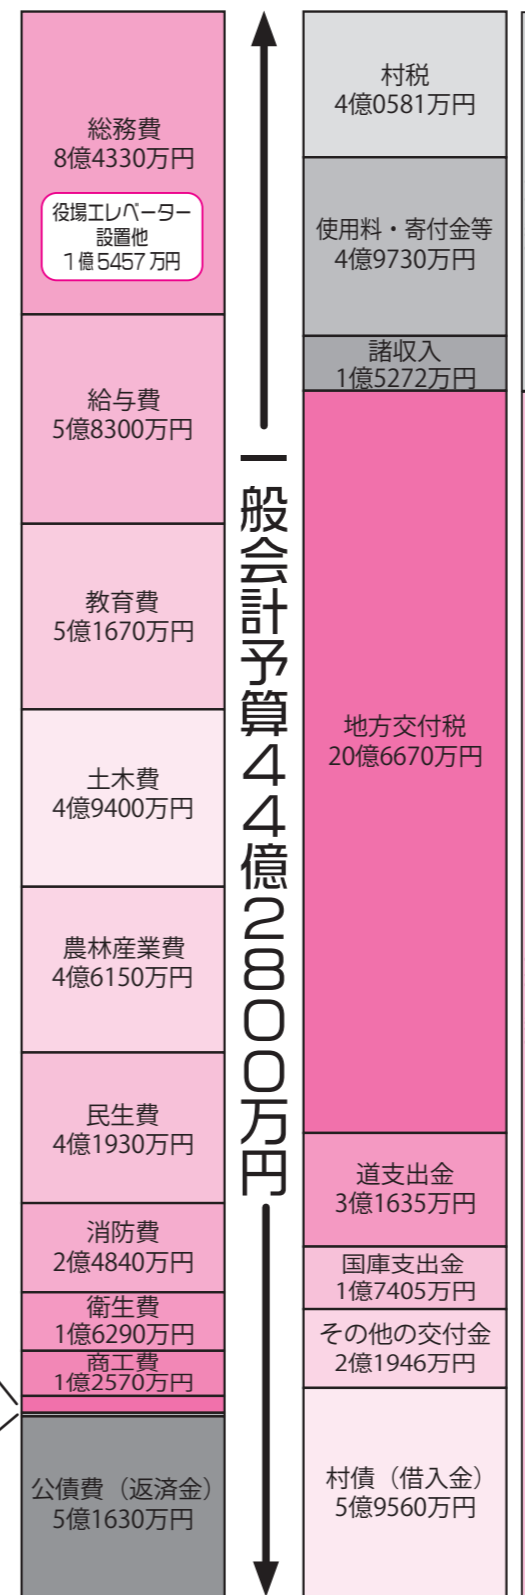 総務費
8億4330万円
役場エレベーター
設置他
1億5457万円
給与費
5億8300万円
教育費
5億1670万円
土木費
4億9400万円
農林産業費
4億6150万円
民生費
4億1930万円
消防費
2億4840万円
衛生費
1億6290万円
商工費
1億2570万円
公債費（返済金）
5億1630万円
一般会計予算44億2800万円
村税
4億0581万円
使用料・寄付金等
4億9730万円
諸収入
1億5272万円
地方交付税
20億6670万円
道支出金
3億1635万円
国庫支出金
1億7405万円
その他の交付金
2億1946万円
村債（借入金）
5億9560万円